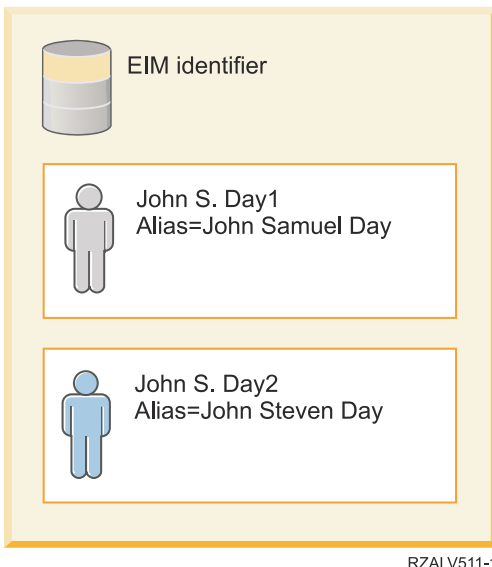 EIM identifier
John S. Day1
Alias=John Samuel Day
John S. Day2
Alias=John Steven Day